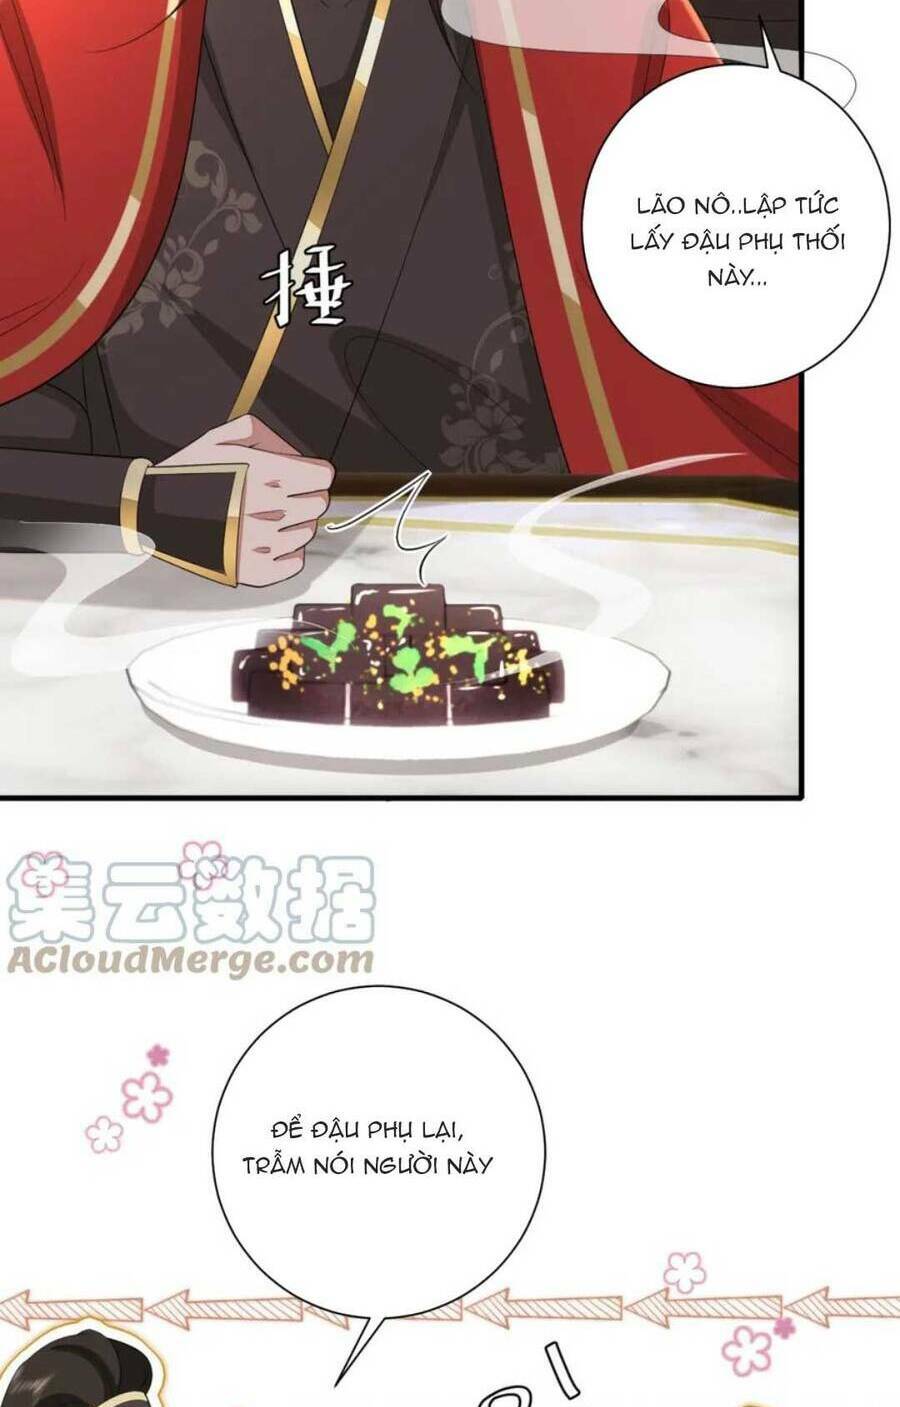 LÃO NÔ..LẬP TỨC
LẤY ĐẬU PHỤ THỐI
NÀY...
捶
集云数据
ACloudMerge.com
ĐỂ ĐẬU PHỤ LẠI,
TRẪM NÓI NGƯỜI NÀY